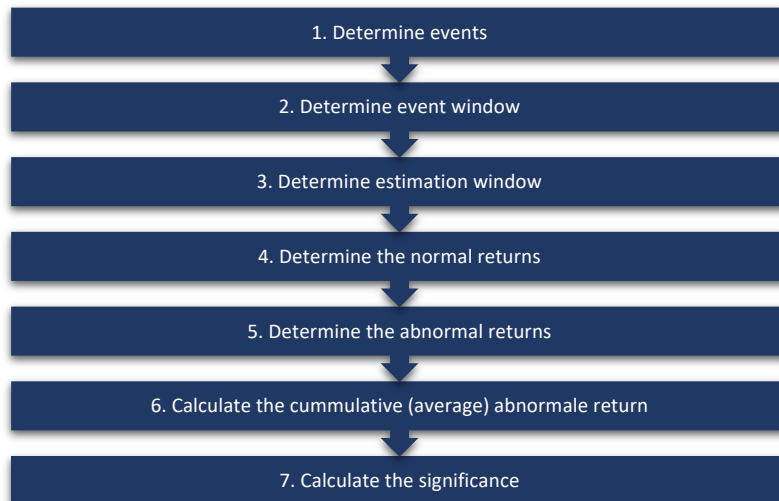 1. Determine events
2. Determine event window
3. Determine estimation window
4. Determine the normal returns
5. Determine the abnormal returns
6. Calculate the cummulative (average) abnormale return
7. Calculate the significance